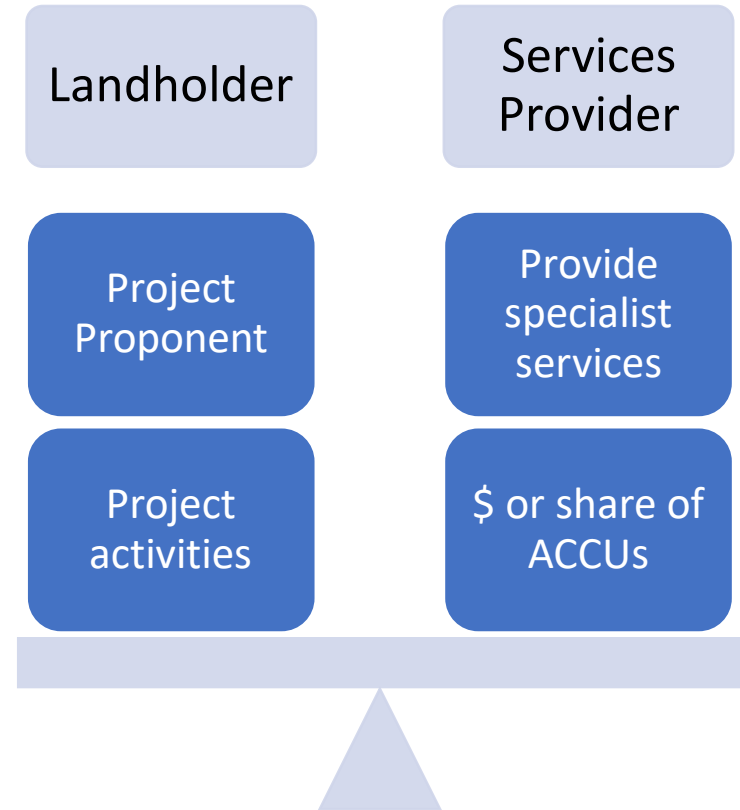 Landholder
Services
Provider
Project
Proponent
Provide
specialist
services
Project
activities
$ or share of
ACCUs